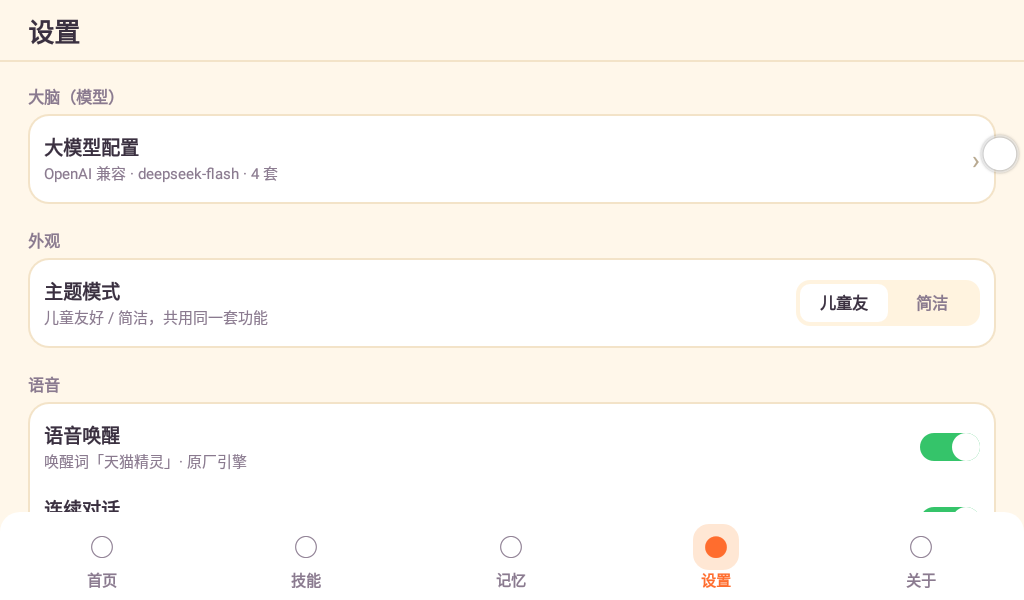 设置
大脑（模型）
大模型配置
OpenAI 兼容 · deepseek-flash · 4 套
›
外观
主题模式
儿童友好 / 简洁，共用同一套功能
儿童友
简洁
语音
语音唤醒
唤醒词「天猫精灵」· 原厂引擎
连续对话
首页
技能
记忆
设置
关于